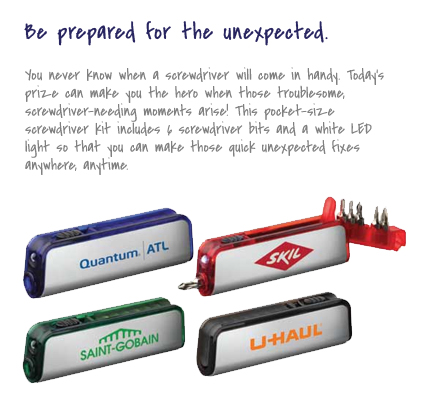 Be prepared for the unexpected.
You never know when a screwdriver will come in handy. Today's
prize can make you the hero when those troublesome,
screwdriver-needing moments arise! This pocket-size
screwdriver kit includes 6 screwdriver bits and a white LED
light so that you can make those quick unexpected fixes
anywhere, anytime.
Quantum | ATL
SKIL
SAINT-GOBAIN
U-HAUL